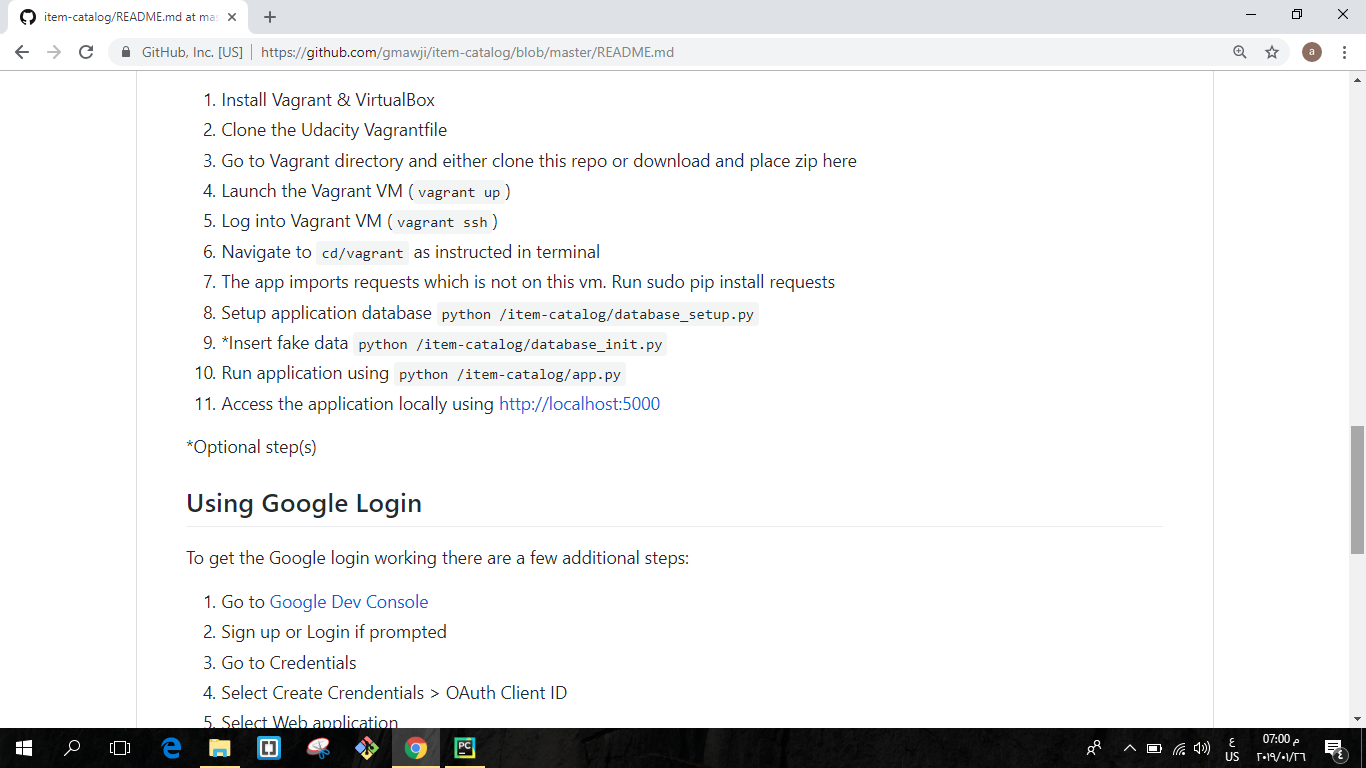 item-catalog/README.md at mas
GitHub, Inc. [US]
https://github.com/gmawji/item-catalog/blob/master/README.md
a
1. Install Vagrant & VirtualBox
2. Clone the Udacity Vagrantfile
3. Go to Vagrant directory and either clone this repo or download and place zip here
4. Launch the Vagrant VM ( vagrant up )
5. Log into Vagrant VM ( vagrant ssh )
6. Navigate to cd/vagrant as instructed in terminal
7. The app imports requests which is not on this vm. Run sudo pip install requests
8. Setup application database python /item-catalog/database_setup.py
9. *Insert fake data python /item-catalog/database_init.py
10. Run application using python /item-catalog/app.py
11. Access the application locally using http://localhost:5000
*Optional step(s)
Using Google Login
To get the Google login working there are a few additional steps:
1. Go to Google Dev Console
2. Sign up or Login if prompted
3. Go to Credentials
4. Select Create Crendentials > OAuth Client ID
5. Select Web application
PC
ع
US
07:00 م
٢٠١٩/٠١/٢٦
٤